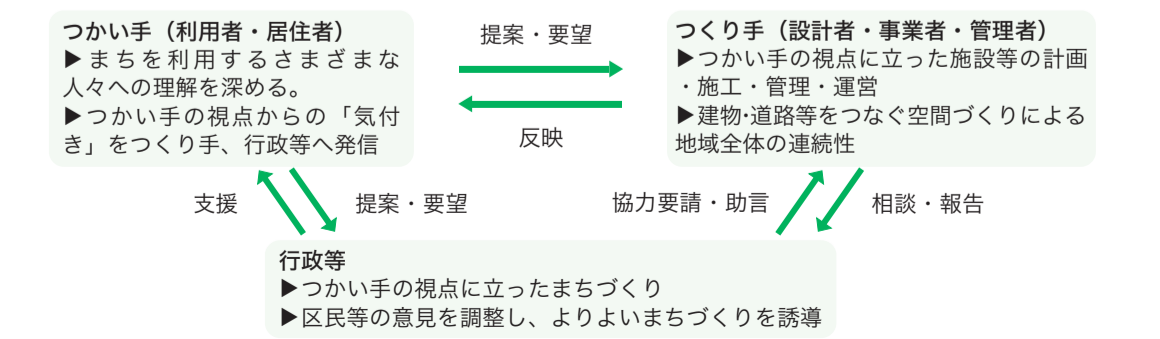 つかい手（利用者・居住者）
▶まちを利用するさまざまな
人々への理解を深める。
▶つかい手の視点からの「気付
き」をつくり手、行政等へ発信
提案・要望
反映
つくり手（設計者・事業者・管理者）
▶つかい手の視点に立った施設等の計画
・施工・管理・運営
▶建物・道路等をつなぐ空間づくりによる
地域全体の連続性
支援
提案・要望
協力要請・助言
相談・報告
行政等
▶つかい手の視点に立ったまちづくり
▶区民等の意見を調整し、よりよいまちづくりを誘導